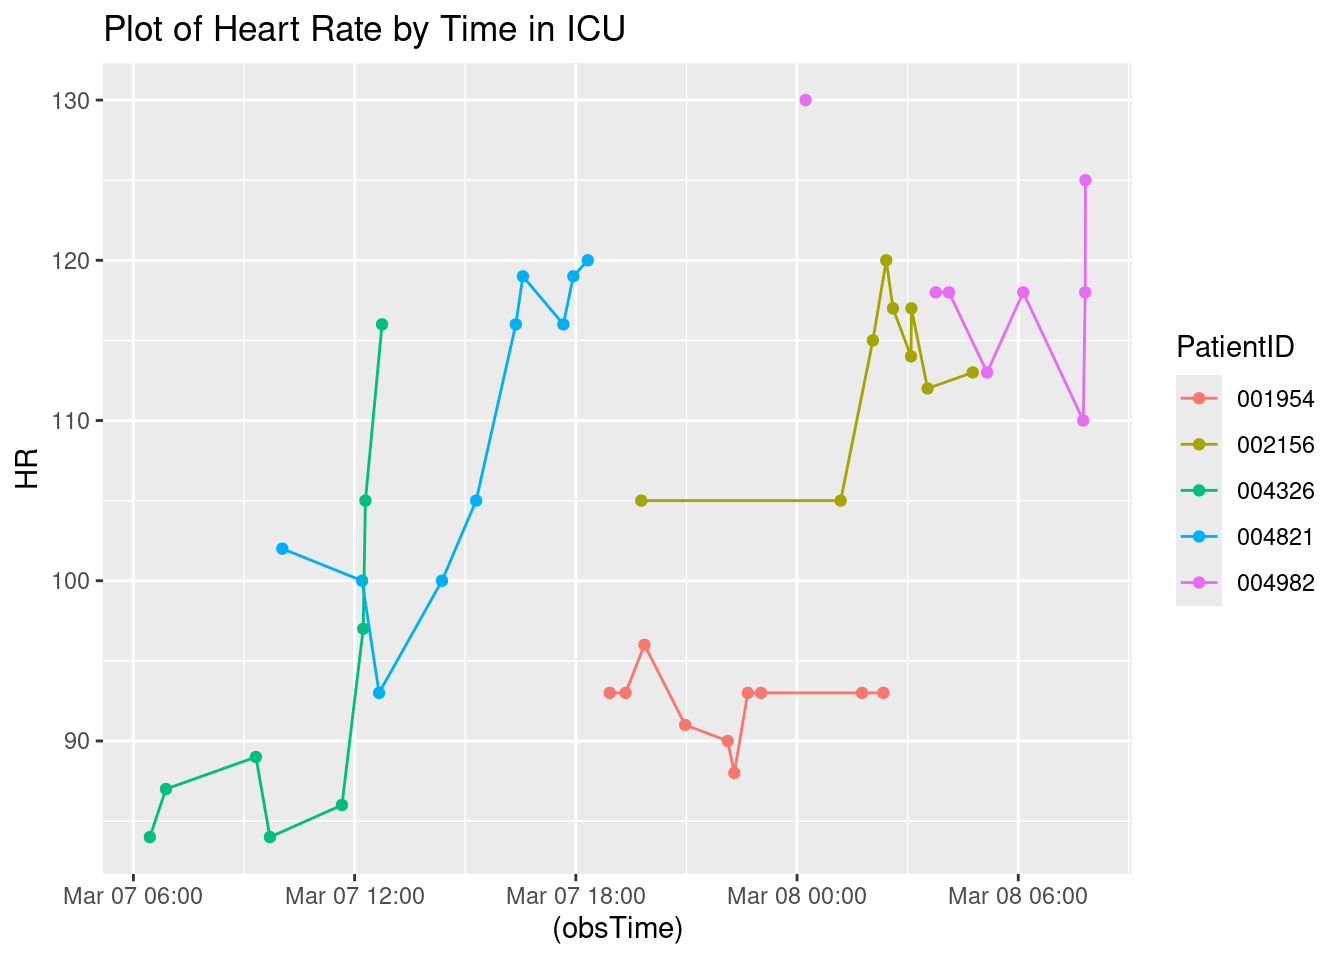 Plot of Heart Rate by Time in ICU
130
120
110
100
90
HR
Mar 07 06:00
Mar 07 12:00
Mar 07 18:00
Mar 08 00:00
Mar 08 06:00
(obsTime)
PatientID
001954
002156
004326
004821
004982